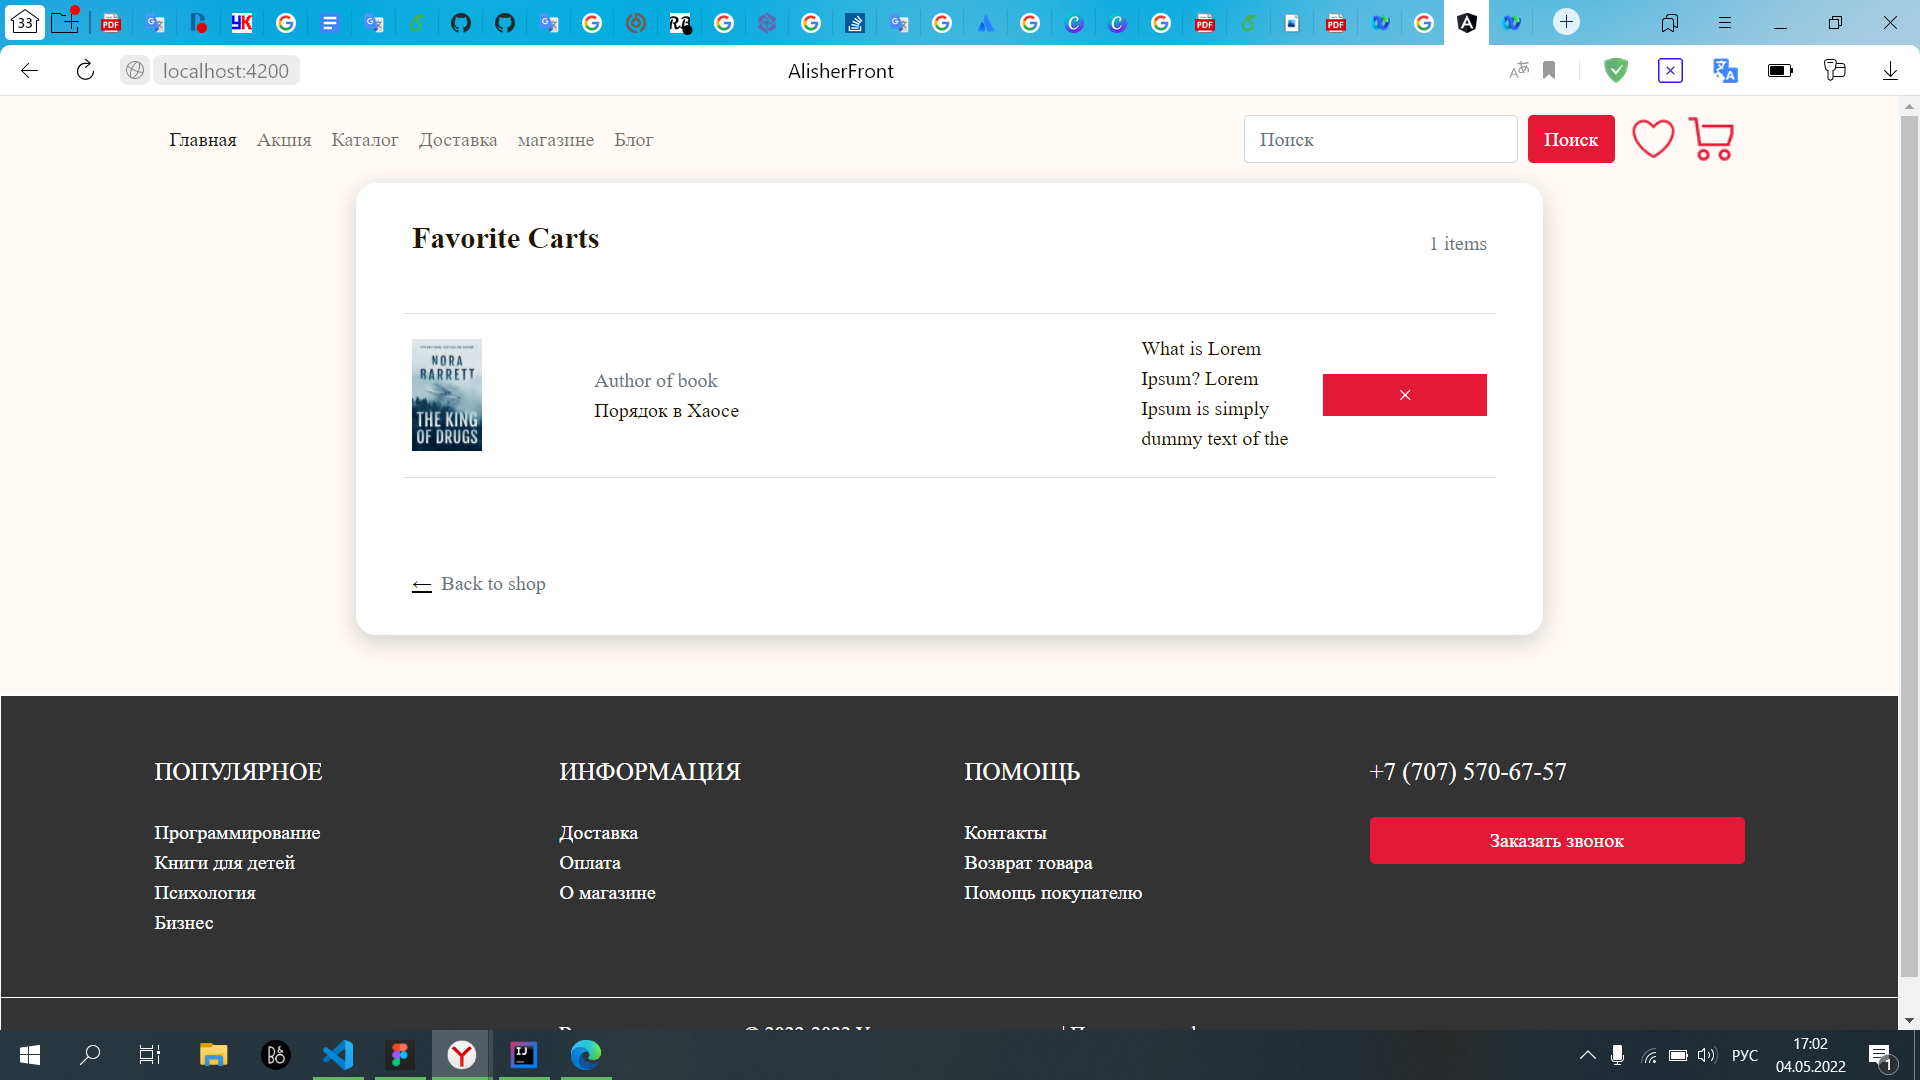 33
localhost:4200
AlisherFront
Главная Акция Каталог Доставка магазине Блог
Поиск
Поиск
Favorite Carts
1 items
NORA
BARRETT
THE KING
OF DRUGS
Author of book
Порядок в Хаосе
What is Lorem
Ipsum? Lorem
Ipsum is simply
dummy text of the
×
← Back to shop
ПОПУЛЯРНОЕ
Программирование
Книги для детей
Психология
Бизнес
ИНФОРМАЦИЯ
Доставка
Оплата
О магазине
ПОМОЩЬ
Контакты
Возврат товара
Помощь покупателю
+7 (707) 570-67-57
Заказать звонок
РУС
17:02
04.05.2022
1